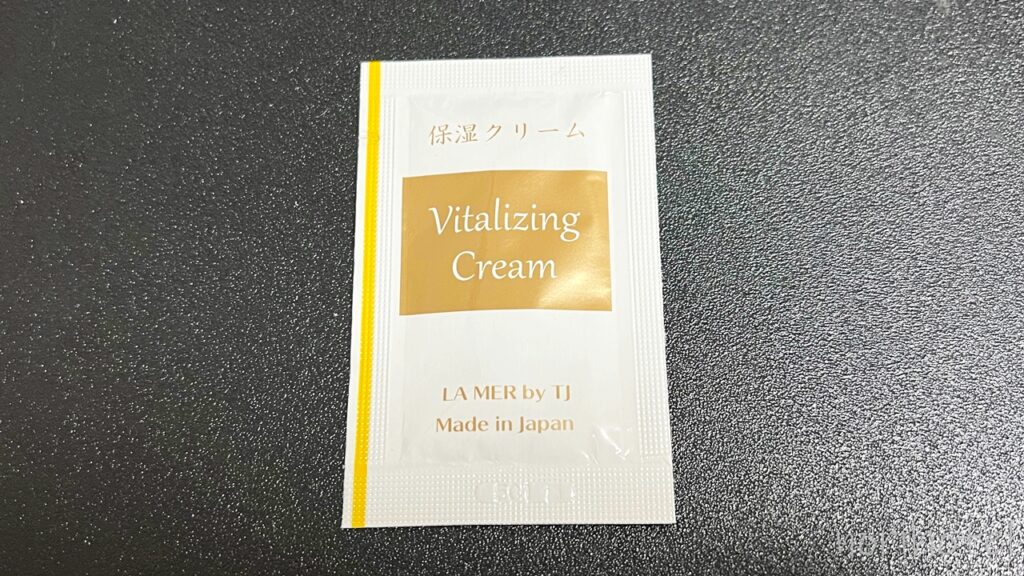 保湿クリーム
Vitalizing
Cream
LA MER by TJ
Made in Japan